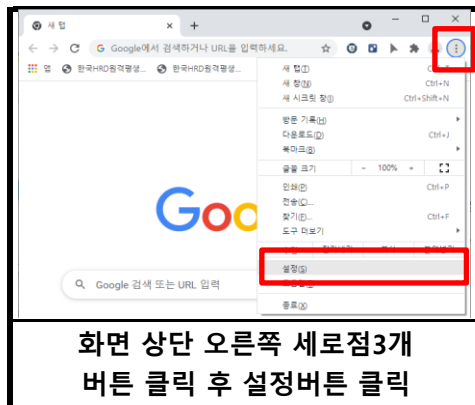 새 탭
Google에서 검색하거나 URL을 입력하세요.
앱 한국HRD원격평생... 한국HRD원격평생...
새 탭(T)
새 창(N) Ctrl+N
새 시크릿 창(I) Ctrl+Shift+N
방문 기록(H)
다운로드(D) Ctrl+J
북마크(B)
글꼴 크기 - 100% +
인쇄(P) Ctrl+P
전송(C)...
찾기(F)... Ctrl+F
도구 더보기
설정(S)
종료(X)
Goo
Google 검색 또는 URL 입력
화면 상단 오른쪽 세로점3개
버튼 클릭 후 설정버튼 클릭